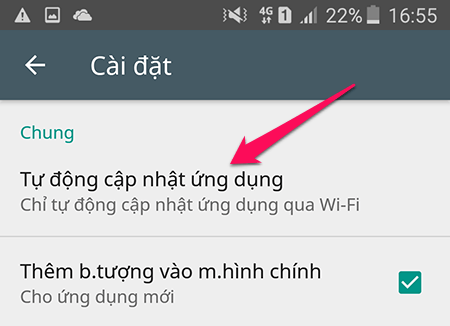 4G 1 22% 16:55
Cài đặt
Chung
Tự động cập nhật ứng dụng
Chỉ tự động cập nhật ứng dụng qua Wi-Fi
Thêm b.tượng vào m.hình chính
Cho ứng dụng mới